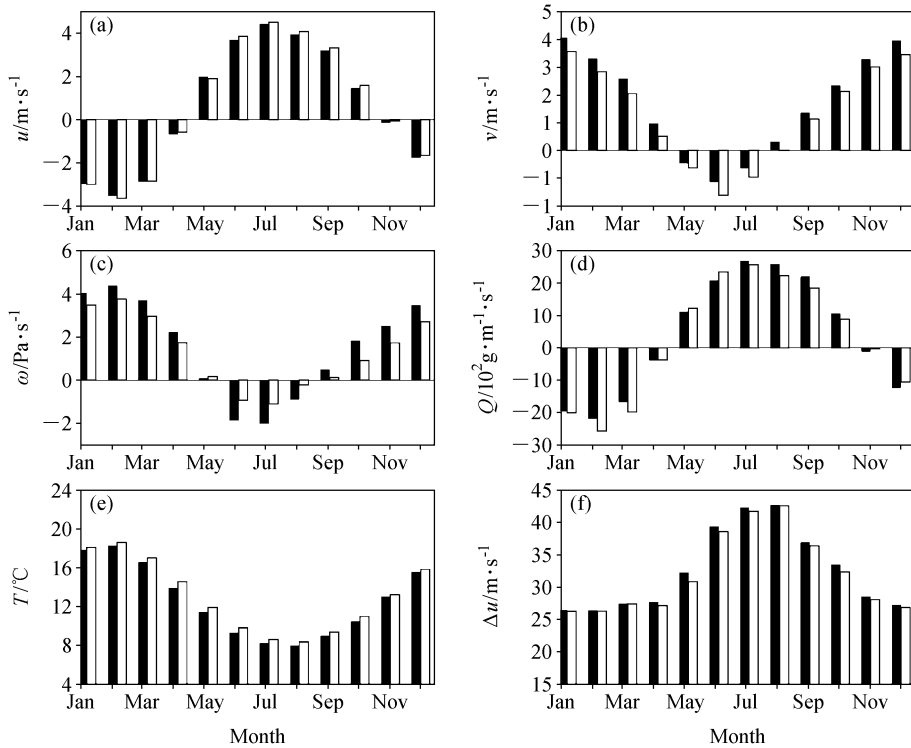 (a)
4
2
0
−2
−4
u/m·s⁻¹
Jan Mar May Jul Sep Nov
(b)
5
4
3
2
1
0
−1
−1
v/m·s⁻¹
Jan Mar May Jul Sep Nov
(c)
6
4
2
0
−2
ω/Pa·s⁻¹
Jan Mar May Jul Sep Nov
(d)
30
20
10
0
−10
−20
−30
Q/10²g·m⁻¹·s⁻¹
Jan Mar May Jul Sep Nov
(e)
24
20
16
12
8
4
T/℃
Jan Mar May Jul Sep Nov
Month
(f)
45
40
35
30
25
20
15
Δu/m·s⁻¹
Jan Mar May Jul Sep Nov
Month